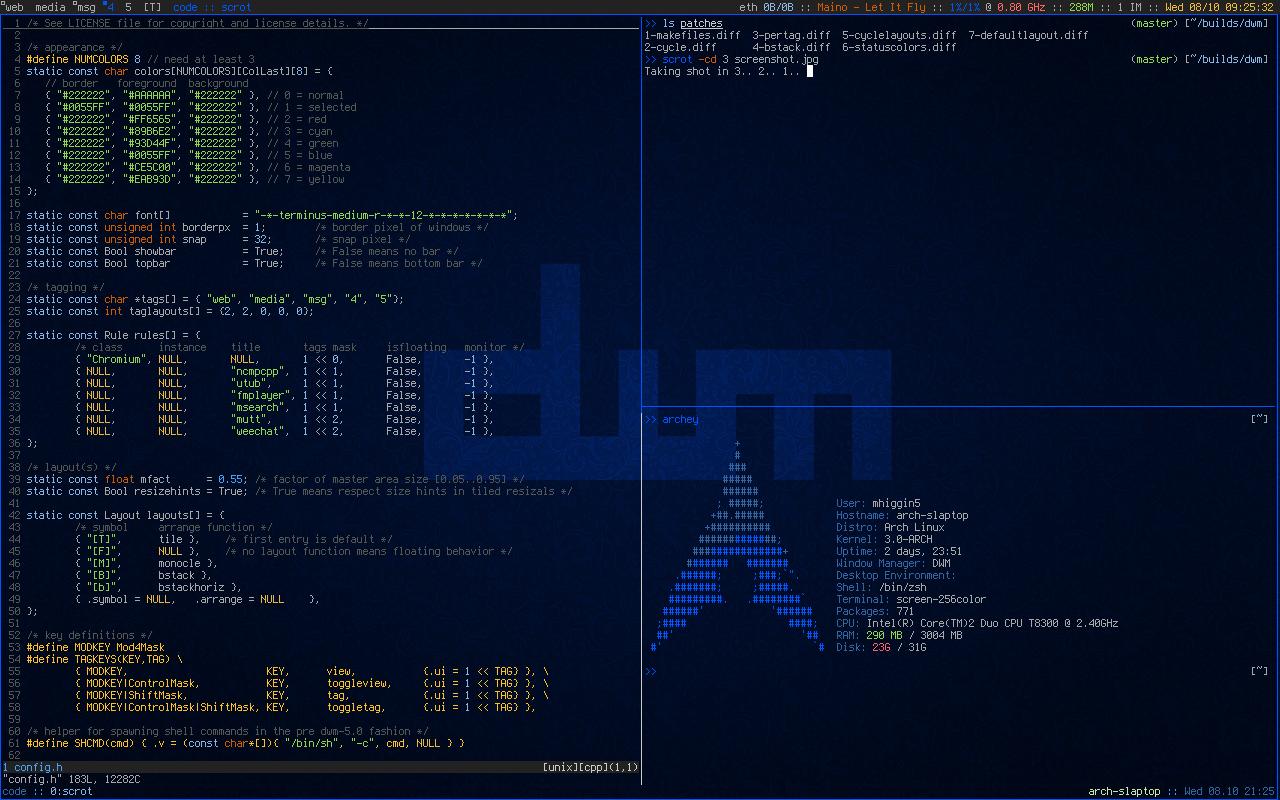 web media msg 4 5 [T] code :: scrot eth 0B/0B :: Maino - Let It Fly :: 1%/1% @ 0.80 GHz :: 288M :: 1 IM :: Wed 08/10 09:25:32
1 /* See LICENSE file for copyright and license details. */
2
3 /* appearance */
4 #define NUMCOLORS 8 // need at least 3
5 static const char colors[NUMCOLORS][ColLast][8] = {
6 // border foreground background
7 { "#222222", "#AAAAAA", "#222222" }, // 0 = normal
8 { "#0055FF", "#0055FF", "#222222" }, // 1 = selected
9 { "#222222", "#FF6565", "#222222" }, // 2 = red
10 { "#222222", "#89B6E2", "#222222" }, // 3 = cyan
11 { "#222222", "#93D44F", "#222222" }, // 4 = green
12 { "#222222", "#0055FF", "#222222" }, // 5 = blue
13 { "#222222", "#CE5C00", "#222222" }, // 6 = magenta
14 { "#222222", "#EAB93D", "#222222" }, // 7 = yellow
15 };
16
17 static const char font[] = "-*-terminus-medium-r-*-*-12-*-*-*-*-*-*-*";
18 static const unsigned int borderpx = 1; /* border pixel of windows */
19 static const unsigned int snap = 32; /* snap pixel */
20 static const Bool showbar = True; /* False means no bar */
21 static const Bool topbar = True; /* False means bottom bar */
22
23 /* tagging */
24 static const char *tags[] = { "web", "media", "msg", "4", "5"};
25 static const int taglayouts[] = {2, 2, 0, 0, 0};
26
27 static const Rule rules[] = {
28 /* class instance title tags mask isfloating monitor */
29 { "Chromium", NULL, NULL, 1 << 0, False, -1 },
30 { NULL, NULL, "ncmpcpp", 1 << 1, False, -1 },
31 { NULL, NULL, "utub", 1 << 1, False, -1 },
32 { NULL, NULL, "fmplayer", 1 << 1, False, -1 },
33 { NULL, NULL, "msearch", 1 << 1, False, -1 },
34 { NULL, NULL, "mutt", 1 << 2, False, -1 },
35 { NULL, NULL, "weechat", 1 << 2, False, -1 },
36 };
37
38 /* layout(s) */
39 static const float mfact = 0.55; /* factor of master area size [0.05..0.95] */
40 static const Bool resizehints = True; /* True means respect size hints in tiled resizals */
41
42 static const Layout layouts[] = {
43 /* symbol arrange function */
44 { "[T]", tile }, /* first entry is default */
45 { "[F]", NULL }, /* no layout function means floating behavior */
46 { "[M]", monocle },
47 { "[B]", bstack },
48 { "[b]", bstackhoriz },
49 { .symbol = NULL, .arrange = NULL },
50 };
51
52 /* key definitions */
53 #define MODKEY Mod4Mask
54 #define TAGKEYS(KEY,TAG) \
55 { MODKEY, KEY, view, {.ui = 1 << TAG} }, \
56 { MODKEY|ControlMask, KEY, toggleview, {.ui = 1 << TAG} }, \
57 { MODKEY|ShiftMask, KEY, tag, {.ui = 1 << TAG} }, \
58 { MODKEY|ControlMask|ShiftMask, KEY, toggletag, {.ui = 1 << TAG} },
59
60 /* helper for spawning shell commands in the pre dwm-5.0 fashion */
61 #define SHCMD(cmd) { .v = (const char*[]){ "/bin/sh", "-c", cmd, NULL } }
62
1 config.h [unix][cpp](1,1)
"config.h" 183L, 12282C
code :: 0:scrot
>> ls patches (master) [~/builds/dwm]
1-makefiles.diff 3-pertag.diff 5-cyclelayouts.diff 7-defaultlayout.diff
2-cycle.diff 4-bstack.diff 6-statuscolors.diff
>> scrot -cd 3 screenshot.jpg (master) [~/builds/dwm]
Taking shot in 3.. 2.. 1..
dwm
>> archey [~]
+
#
###
#####
######
; #####;
+##.#####
+##########
#############;
###############+
####### #######
.######; ;###;`".
.#######; ;#####.
#########. .########`
######' '######
;#### ####;
##' '##
#' `#
User: mhiggin5
Hostname: arch-slaptop
Distro: Arch Linux
Kernel: 3.0-ARCH
Uptime: 2 days, 23:51
Window Manager: DWM
Desktop Environment:
Shell: /bin/zsh
Terminal: screen-256color
Packages: 771
CPU: Intel(R) Core(TM)2 Duo CPU T8300 @ 2.40GHz
RAM: 290 MB / 3004 MB
Disk: 23G / 31G
>> [~]
arch-slaptop :: Wed 08.10 21:25